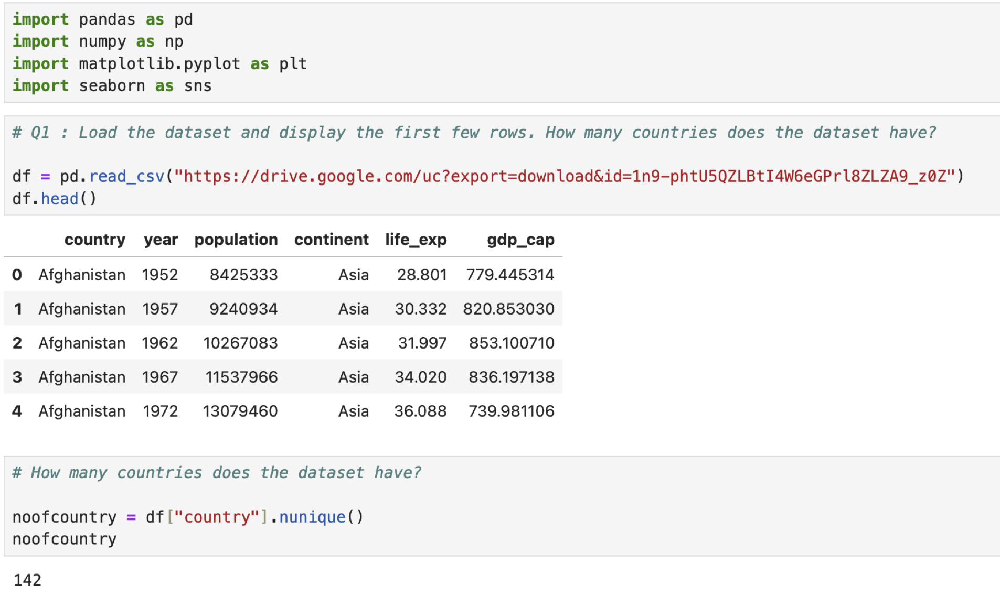 import pandas as pd
import numpy as np
import matplotlib.pyplot as plt
import seaborn as sns
# Q1 : Load the dataset and display the first few rows. How many countries does the dataset have?
df = pd.read_csv("https://drive.google.com/uc?export=download&id=1n9-phtU5QZLBtI4W6eGPrl8ZLZA9_z0Z")
df.head()
country year population continent life_exp gdp_cap
0 Afghanistan 1952 8425333 Asia 28.801 779.445314
1 Afghanistan 1957 9240934 Asia 30.332 820.853030
2 Afghanistan 1962 10267083 Asia 31.997 853.100710
3 Afghanistan 1967 11537966 Asia 34.020 836.197138
4 Afghanistan 1972 13079460 Asia 36.088 739.981106
# How many countries does the dataset have?
noofcountry = df["country"].nunique()
noofcountry
142